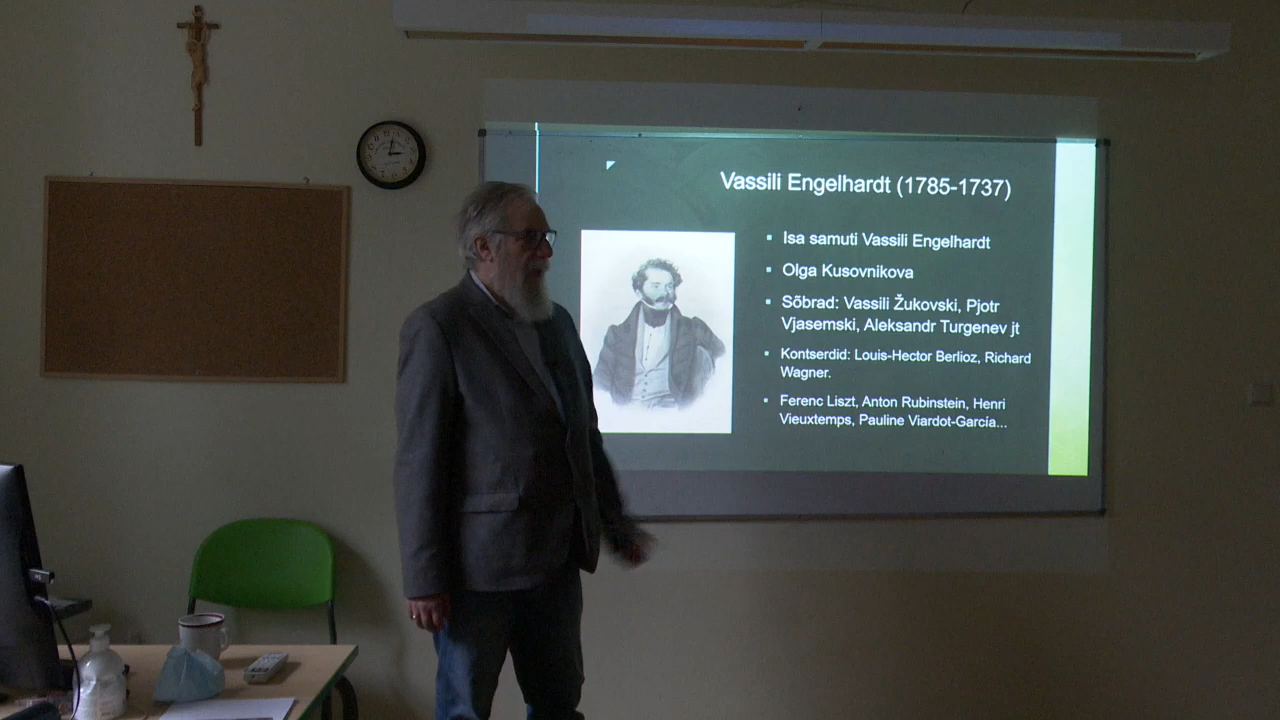 Vassili Engelhardt (1785-1737)
Isa samuti Vassili Engelhardt
Olga Kusovnikova
Sõbrad: Vassili Žukovski, Pjotr
Vjasemski, Aleksandr Turgenev jt
Kontserdid: Louis-Hector Berlioz, Richard
Wagner.
Ferenc Liszt, Anton Rubinstein, Henri
Vieuxtemps, Pauline Viardot-García...